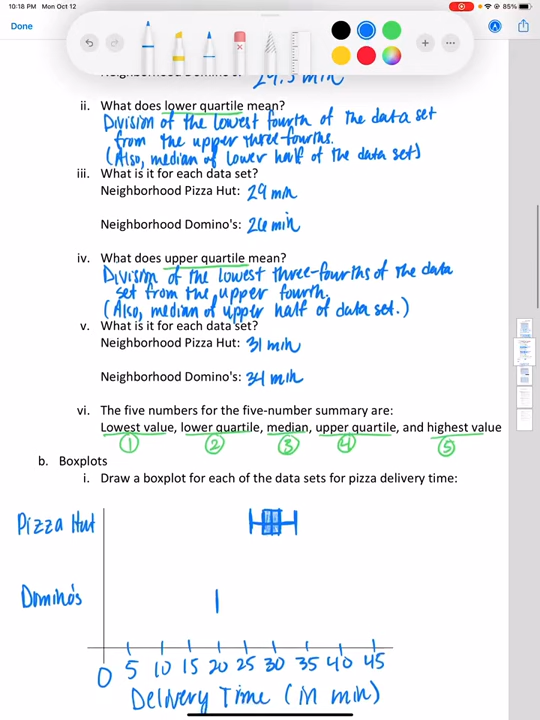 10:18 PM Mon Oct 12
85%
Done
Neighborhood Domino's: 29.5 min
ii. What does lower quartile mean?
Division of the lowest fourth of the data set
from the upper three-fourths.
(Also, median of lower half of the data set)
iii. What is it for each data set?
Neighborhood Pizza Hut: 29 min
Neighborhood Domino's: 26 min
iv. What does upper quartile mean?
Division of the lowest three-fourths of the data
set from the upper fourth.
(Also, median of upper half of data set.)
v. What is it for each data set?
Neighborhood Pizza Hut: 31 min
Neighborhood Domino's: 34 min
vi. The five numbers for the five-number summary are:
Lowest value, lower quartile, median, upper quartile, and highest value
1 2 3 4 5
b. Boxplots
i. Draw a boxplot for each of the data sets for pizza delivery time:
Pizza Hut
Domino's
0 5 10 15 20 25 30 35 40 45
Delivery Time (in min)